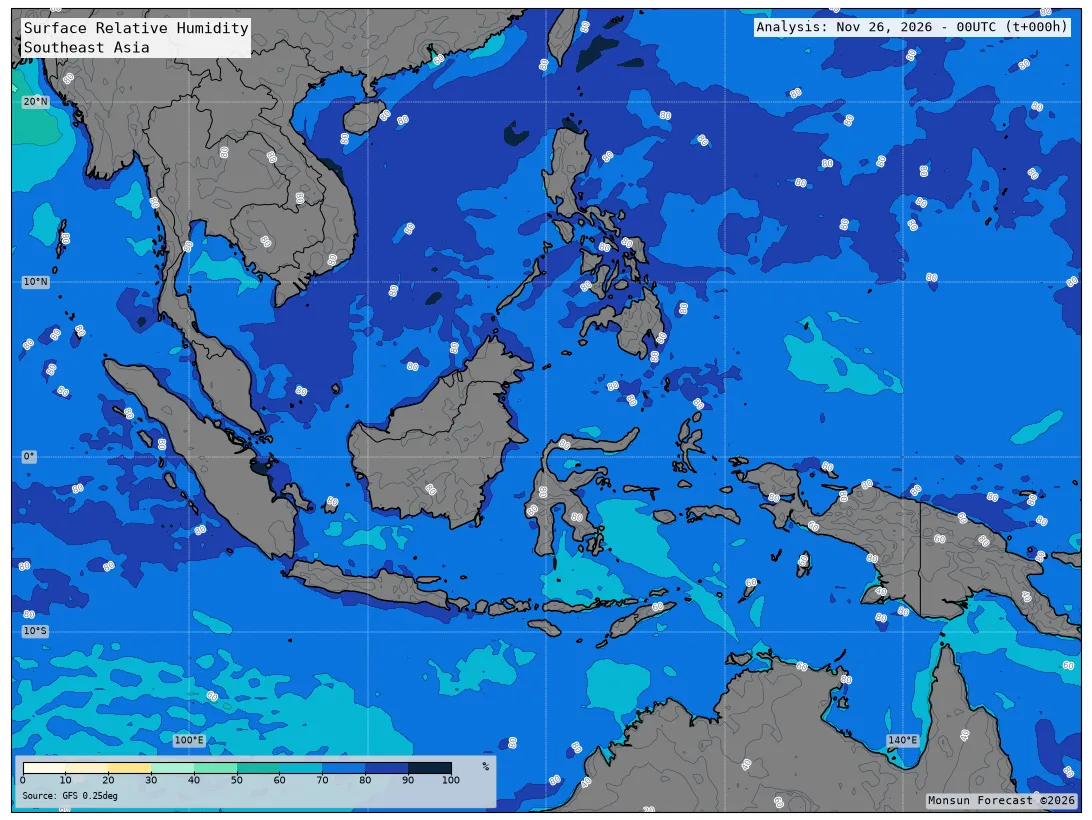 Surface Relative Humidity
Southeast Asia
Analysis: Nov 26, 2026 - 00UTC (t+000h)
20°N
10°N
0°
10°S
100°E
140°E
0 10 20 30 40 50 60 70 80 90 100
%
Source: GFS 0.25deg
Monsun Forecast ©2026